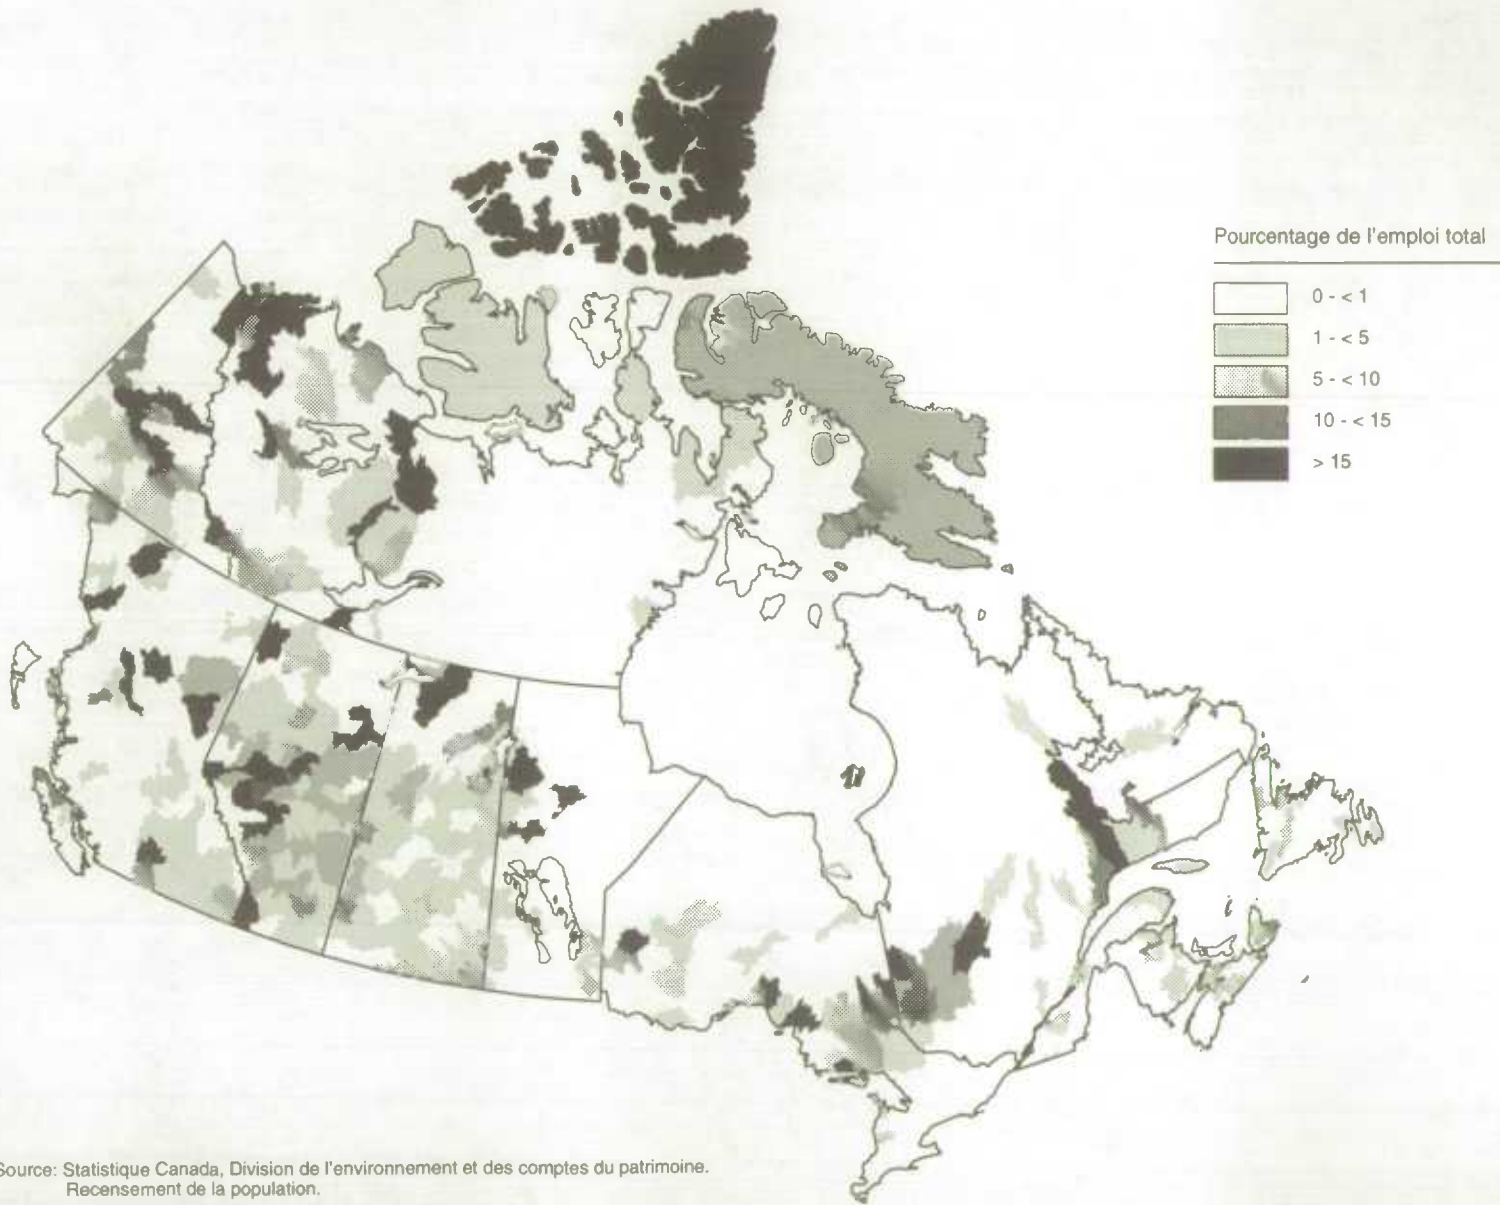 Pourcentage de l'emploi total
0 - < 1
1 - < 5
5 - < 10
10 - < 15
> 15
Source: Statistique Canada, Division de l'environnement et des comptes du patrimoine.
Recensement de la population.